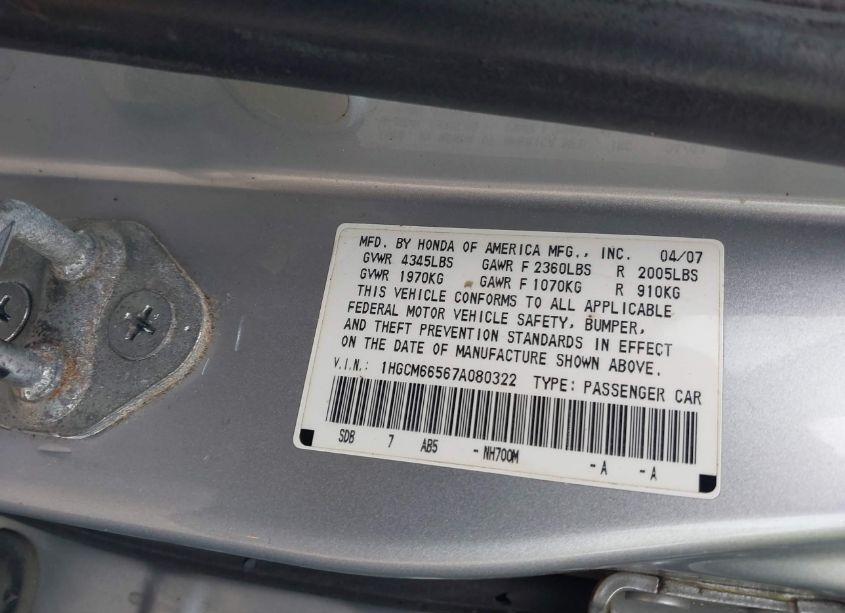 MFD. BY HONDA OF AMERICA MFG., INC. 04/07
GVWR 4345LBS GAWR F 2360LBS R 2005LBS
GVWR 1970KG GAWR F 1070KG R 910KG
THIS VEHICLE CONFORMS TO ALL APPLICABLE
FEDERAL MOTOR VEHICLE SAFETY, BUMPER,
AND THEFT PREVENTION STANDARDS IN EFFECT
ON THE DATE OF MANUFACTURE SHOWN ABOVE.
V.I.N.: 1HGCM66567A080322 TYPE: PASSENGER CAR
SDB 7 AB5 - NH700M - A - A